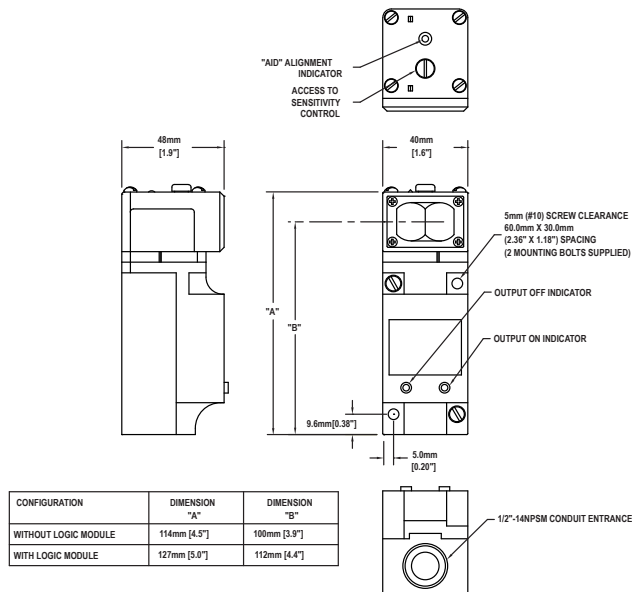 "AID" ALIGNMENT
INDICATOR
ACCESS TO
SENSITIVITY
CONTROL
48mm
[1.9"]
40mm
[1.6"]
5mm (#10) SCREW CLEARANCE
60.0mm X 30.0mm
(2.36" X 1.18") SPACING
(2 MOUNTING BOLTS SUPPLIED)
"A"
"B"
OUTPUT OFF INDICATOR
OUTPUT ON INDICATOR
9.6mm[0.38"]
5.0mm
[0.20"]
CONFIGURATION DIMENSION DIMENSION
"A" "B"
WITHOUT LOGIC MODULE 114mm [4.5"] 100mm [3.9"]
WITH LOGIC MODULE 127mm [5.0"] 112mm [4.4"]
1/2"-14NPSM CONDUIT ENTRANCE